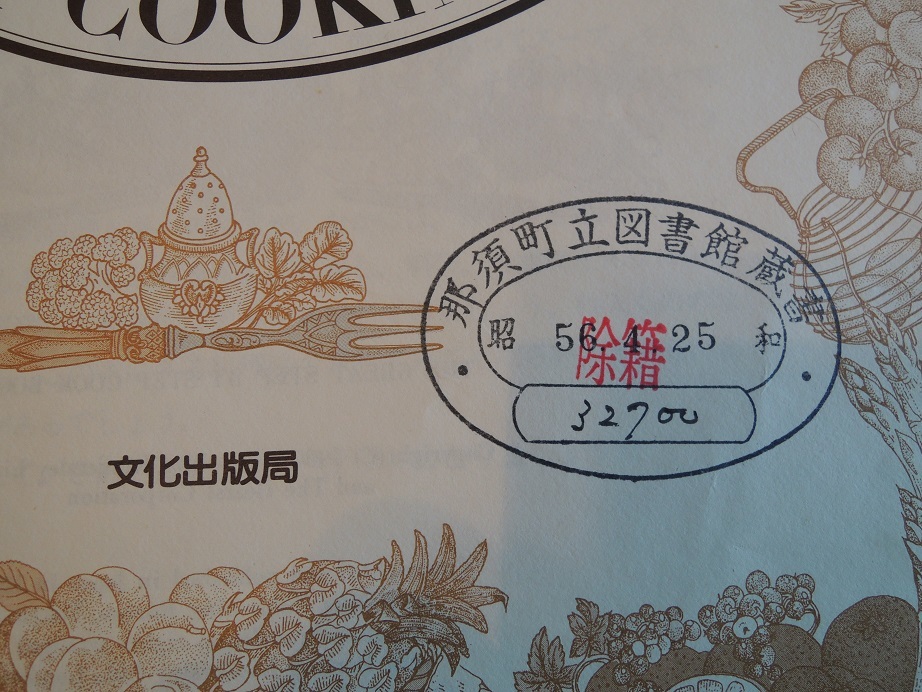 COOKIN
那須町立図書館蔵書
昭 56.4.25 和
除籍
32700
文化出版局